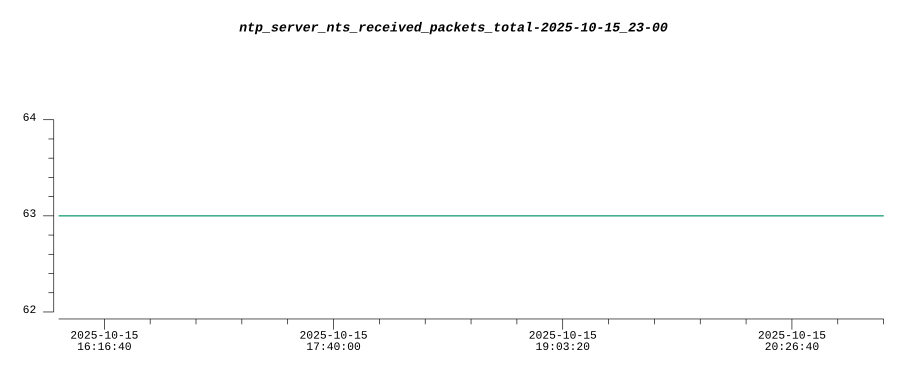 ntp_server_nts_received_packets_total-2025-10-15_23-00
64
63
62
2025-10-15 2025-10-15 2025-10-15 2025-10-15
16:16:40 17:40:00 19:03:20 20:26:40